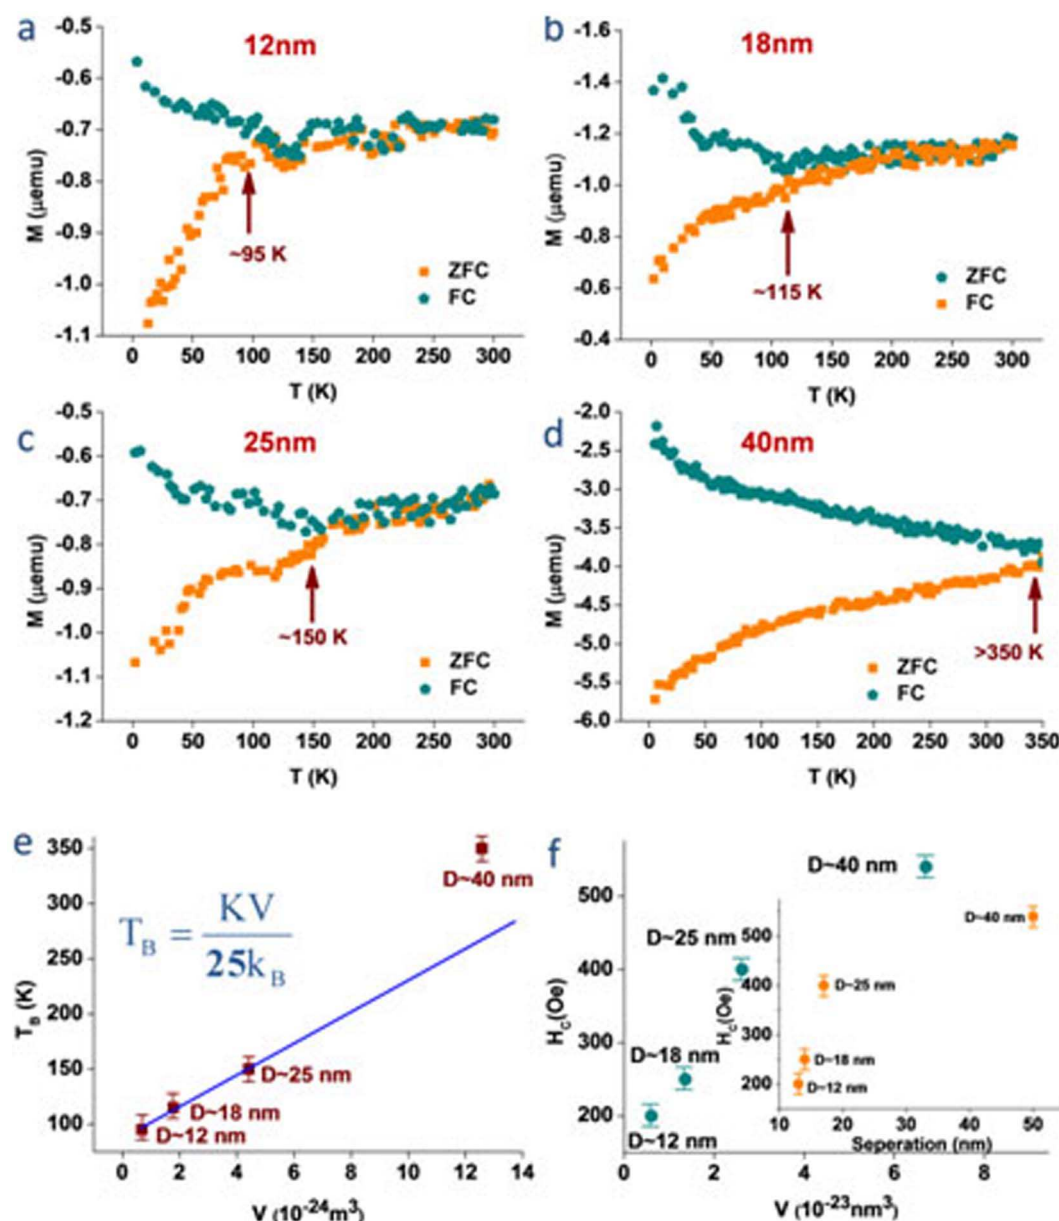 a
12nm
-0.5
-0.6
-0.7
-0.8
-0.9
-1.0
-1.1
M (μemu)
~95 K
ZFC
FC
0 50 100 150 200 250 300
T (K)
b
18nm
-1.6
-1.4
-1.2
-1.0
-0.8
-0.6
-0.4
M (μemu)
~115 K
ZFC
FC
0 50 100 150 200 250 300
T (K)
c
25nm
-0.5
-0.6
-0.7
-0.8
-0.9
-1.0
-1.1
-1.2
M (μemu)
~150 K
ZFC
FC
0 50 100 150 200 250 300
T (K)
d
40nm
-2.0
-2.5
-3.0
-3.5
-4.0
-4.5
-5.0
-5.5
-6.0
M (μemu)
>350 K
ZFC
FC
0 50 100 150 200 250 300 350
T (K)
e
350
300
250
200
150
100
T_B (K)
T_B = KV / 25k_B
D~40 nm
D~25 nm
D~18 nm
D~12 nm
0 2 4 6 8 10 12 14
V (10⁻²⁴m³)
f
500
400
300
200
H_C(Oe)
D~40 nm
D~25 nm
D~18 nm
D~12 nm
500
400
300
200
H_C(Oe)
D~40 nm
D~25 nm
D~18 nm
D~12 nm
10 20 30 40 50
Seperation (nm)
0 2 4 6 8
V (10⁻²³nm³)